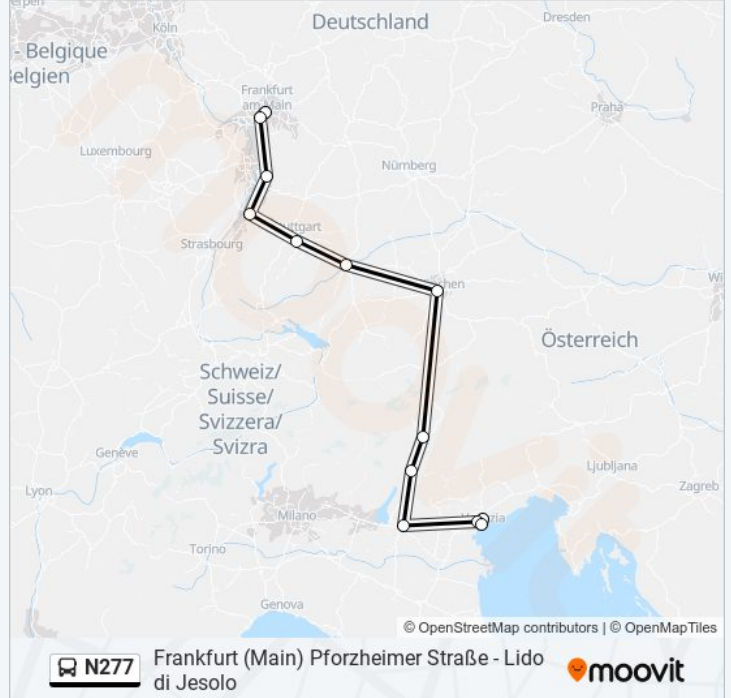 Köln
Deutschland
Dresden
- Belgique
Belgien
Frankfurt
am Main
Praha
Luxembourg
Nürnberg
Strasbourg
Österreich
Schweiz/
Suisse/
Svizzera/
Svizra
Genève
Ljubljana
Lyon
Zagreb
Milano
Torino
Genova
© OpenStreetMap contributors | © OpenMapTiles
N277
Frankfurt (Main) Pforzheimer Straße - Lido
di Jesolo
moovit